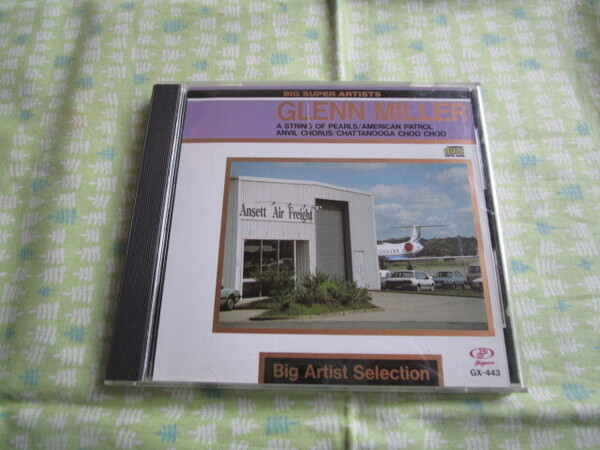 BIG SUPER ARTISTS
GLENN MILLER
A STRING OF PEARLS/AMERICAN PATROL
ANVIL CHORUS/CHATTANOOGA CHOO CHOO
Ansett Air Freight
Big Artist Selection
GX-443